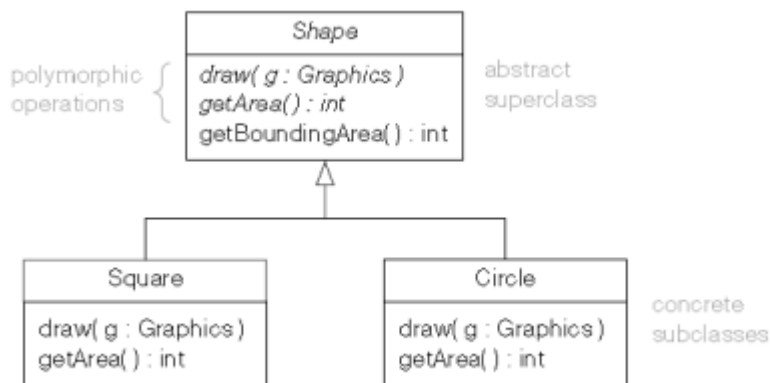 Shape
polymorphic
operations
draw( g : Graphics )
getArea() : int
getBoundingArea() : int
abstract
superclass
Square
draw( g : Graphics )
getArea() : int
Circle
draw( g : Graphics )
getArea() : int
concrete
subclasses